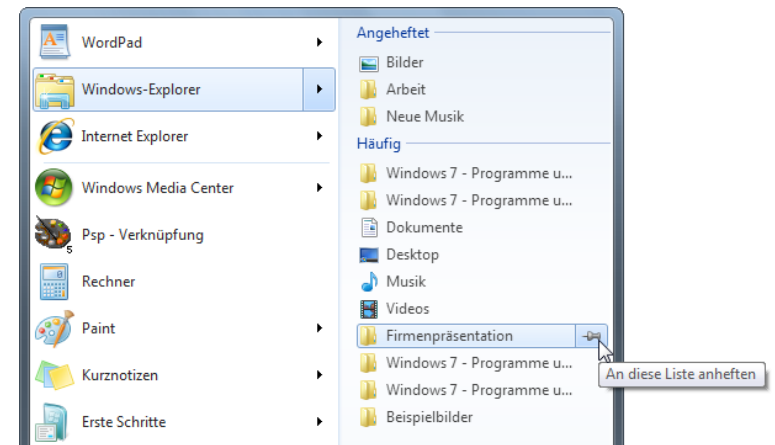 WordPad
Windows-Explorer
Internet Explorer
Windows Media Center
Psp - Verknüpfung
5
Rechner
Paint
Kurznotizen
Erste Schritte
Angeheftet
Bilder
Arbeit
Neue Musik
Häufig
Windows 7 - Programme u...
Windows 7 - Programme u...
Dokumente
Desktop
Musik
Videos
Firmenpräsentation
Windows 7 - Programme u...
Windows 7 - Programme u...
Beispielbilder
An diese Liste anheften